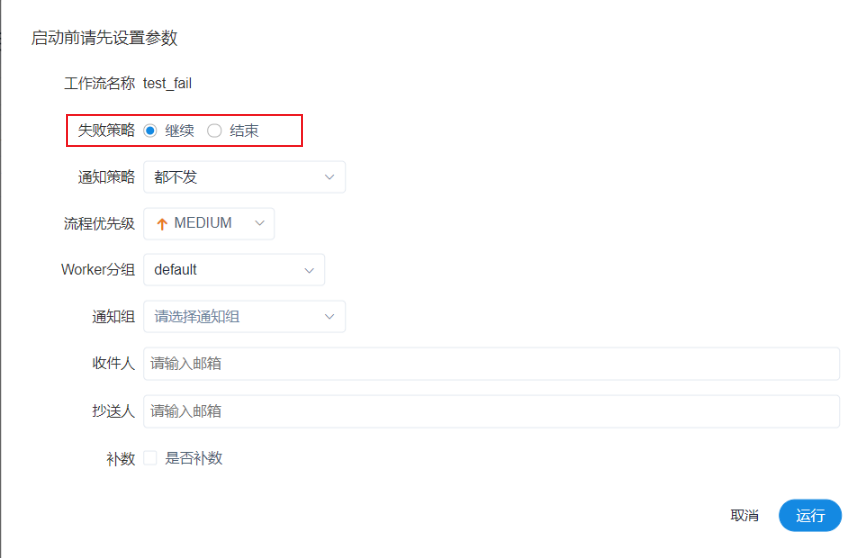 启动前请先设置参数
工作流名称 test_fail
失败策略 继续 结束
通知策略 都不发
流程优先级 MEDIUM
Worker分组 default
通知组 请选择通知组
收件人 请输入邮箱
抄送人 请输入邮箱
补数 是否补数
取消 运行